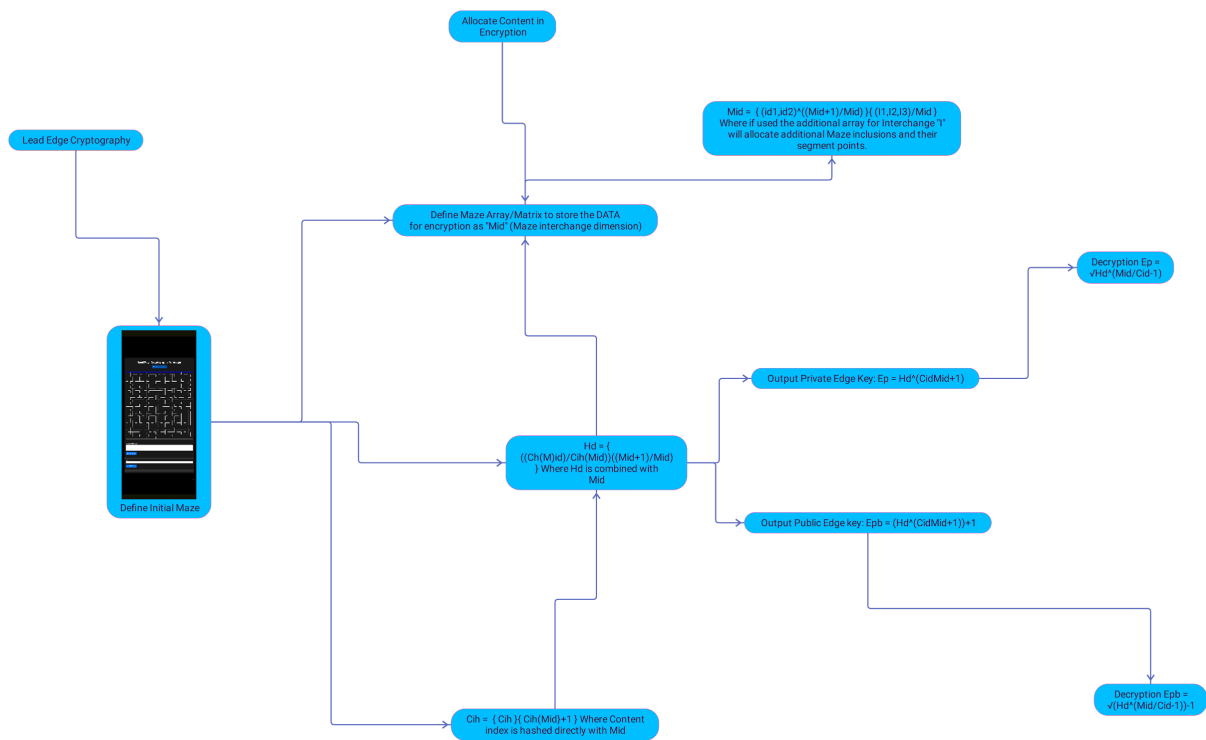 Allocate Content in
Encryption
Mid = { (id1,id2)^((Mid+1)/Mid) }{ (I1,I2,I3)/Mid }
Where if used the additional array for Interchange "I"
will allocate additional Maze inclusions and their
segment points.
Lead Edge Cryptography
Define Maze Array/Matrix to store the DATA
for encryption as "Mid" (Maze interchange dimension)
Decryption Ep =
√Hd^(Mid/Cid-1)
Output Private Edge Key: Ep = Hd^(CidMid+1)
Hd = {
((Ch(M)id)/Cih(Mid))((Mid+1)/Mid)
} Where Hd is combined with
Mid
Define Initial Maze
Output Public Edge key: Epb = (Hd^(CidMid+1))+1
Decryption Epb =
√(Hd^(Mid/Cid-1))-1
Cih = { Cih }{ Cih(Mid}+1 } Where Content
index is hashed directly with Mid